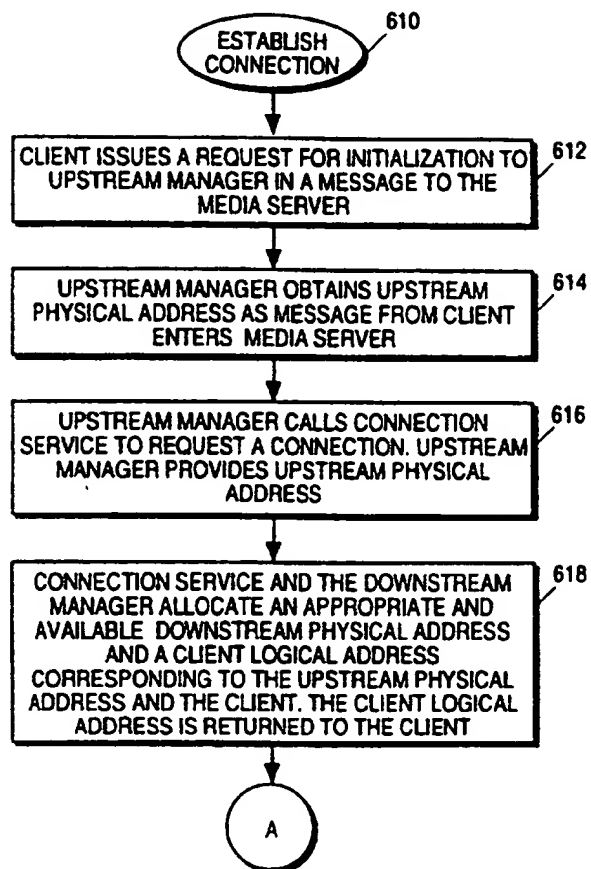 610
ESTABLISH
CONNECTION
CLIENT ISSUES A REQUEST FOR INITIALIZATION TO
UPSTREAM MANAGER IN A MESSAGE TO THE
MEDIA SERVER
612
UPSTREAM MANAGER OBTAINS UPSTREAM
PHYSICAL ADDRESS AS MESSAGE FROM CLIENT
ENTERS MEDIA SERVER
614
UPSTREAM MANAGER CALLS CONNECTION
SERVICE TO REQUEST A CONNECTION. UPSTREAM
MANAGER PROVIDES UPSTREAM PHYSICAL
ADDRESS
616
CONNECTION SERVICE AND THE DOWNSTREAM
MANAGER ALLOCATE AN APPROPRIATE AND
AVAILABLE DOWNSTREAM PHYSICAL ADDRESS
AND A CLIENT LOGICAL ADDRESS
CORRESPONDING TO THE UPSTREAM PHYSICAL
ADDRESS AND THE CLIENT. THE CLIENT LOGICAL
ADDRESS IS RETURNED TO THE CLIENT
618
A